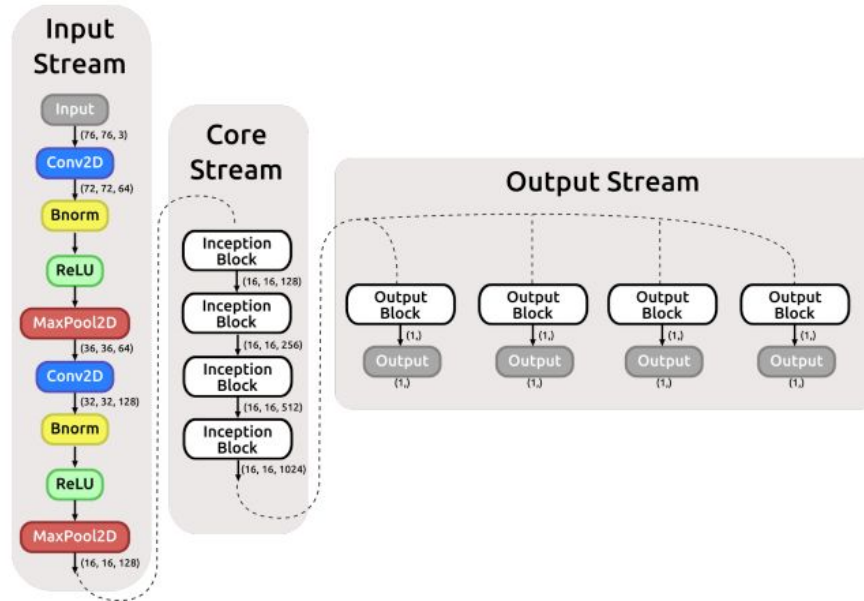 Input
Stream
Input
(76, 76, 3)
Conv2D
(72, 72, 64)
Bnorm
ReLU
MaxPool2D
(36, 36, 64)
Conv2D
(32, 32, 128)
Bnorm
ReLU
MaxPool2D
(16, 16, 128)
Core
Stream
Inception
Block
(16, 16, 128)
Inception
Block
(16, 16, 256)
Inception
Block
(16, 16, 512)
Inception
Block
(16, 16, 1024)
Output Stream
Output
Block
(1,)
Output
(1,)
Output
Block
(1,)
Output
(1,)
Output
Block
(1,)
Output
(1,)
Output
Block
(1,)
Output
(1,)